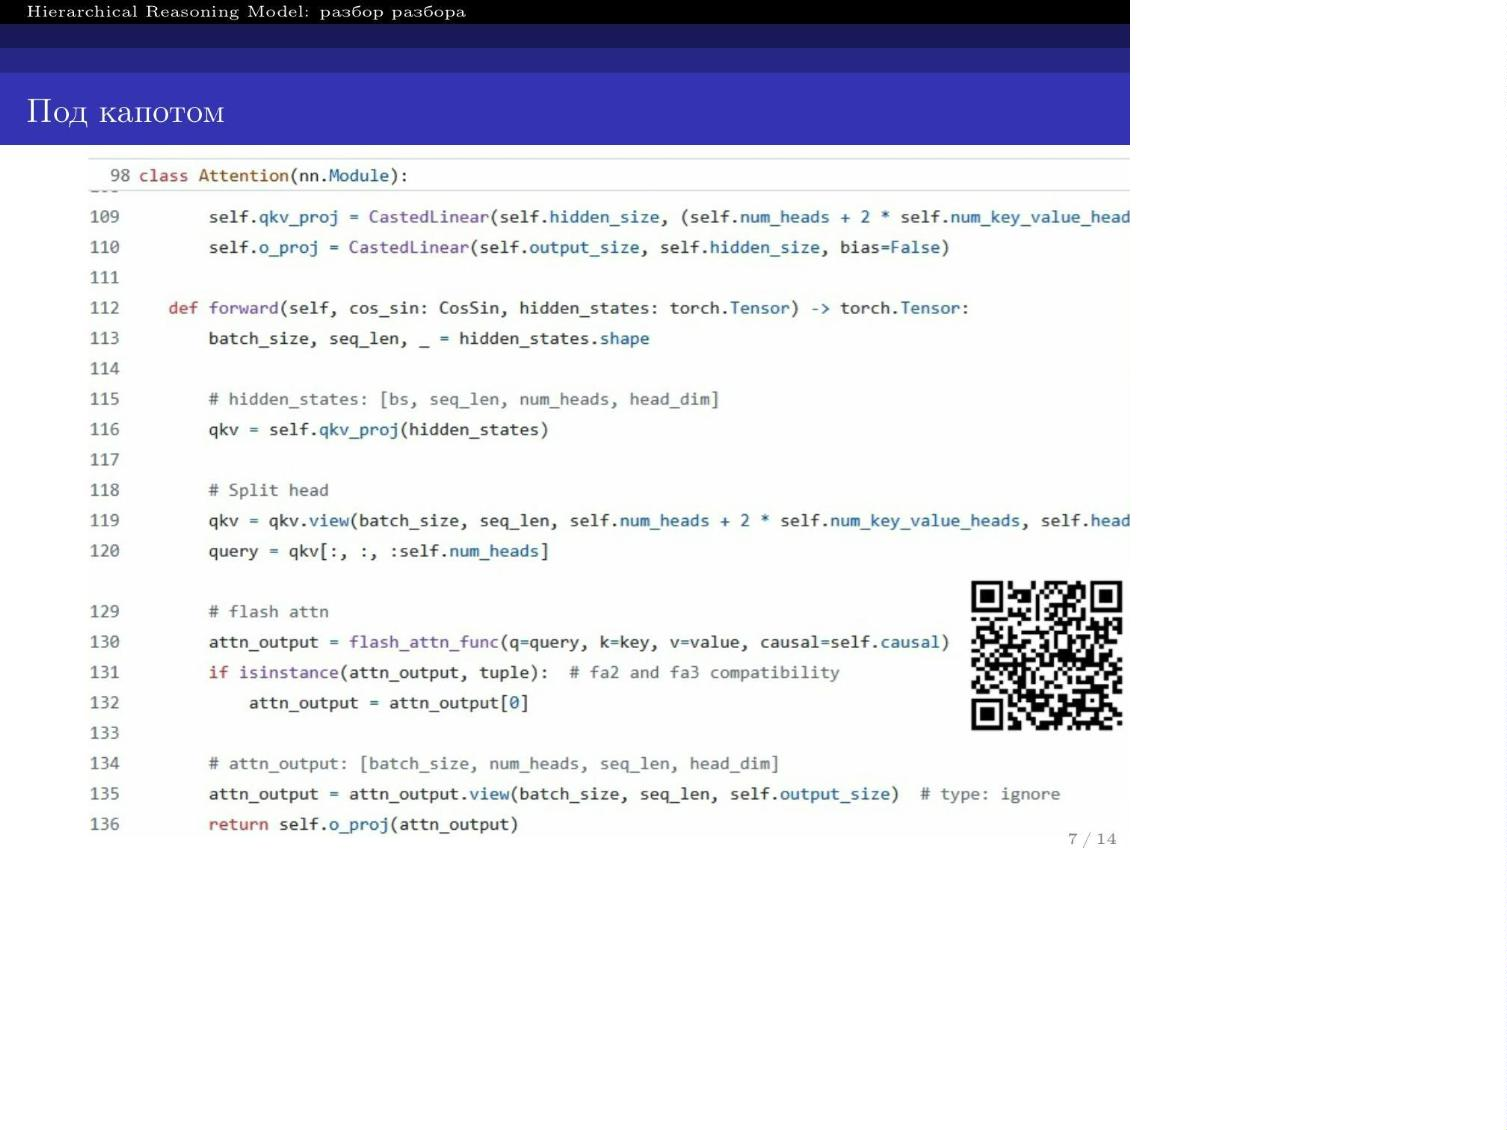 Hierarchical Reasoning Model: разбор разбора
Под капотом
98 class Attention(nn.Module):
109 self.qkv_proj = CastedLinear(self.hidden_size, (self.num_heads + 2 * self.num_key_value_head
110 self.o_proj = CastedLinear(self.output_size, self.hidden_size, bias=False)
111
112 def forward(self, cos_sin: CosSin, hidden_states: torch.Tensor) -> torch.Tensor:
113 batch_size, seq_len, _ = hidden_states.shape
114
115 # hidden_states: [bs, seq_len, num_heads, head_dim]
116 qkv = self.qkv_proj(hidden_states)
117
118 # Split head
119 qkv = qkv.view(batch_size, seq_len, self.num_heads + 2 * self.num_key_value_heads, self.head
120 query = qkv[:, :, :self.num_heads]
129 # flash attn
130 attn_output = flash_attn_func(q=query, k=key, v=value, causal=self.causal)
131 if isinstance(attn_output, tuple): # fa2 and fa3 compatibility
132 attn_output = attn_output[0]
133
134 # attn_output: [batch_size, num_heads, seq_len, head_dim]
135 attn_output = attn_output.view(batch_size, seq_len, self.output_size) # type: ignore
136 return self.o_proj(attn_output)
7 / 14